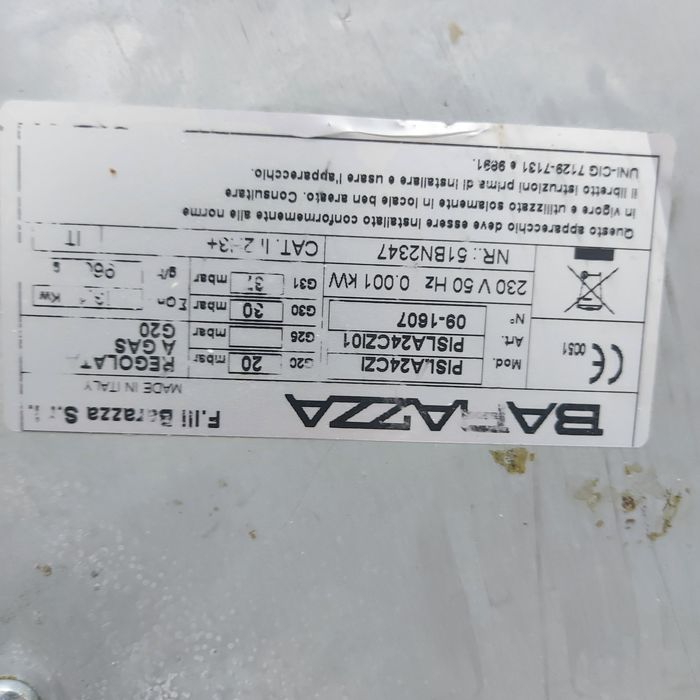 BARAZZA F.lli Barazza S.r.l.
MADE IN ITALY
CE 0051
Mod. PISLA24CZI G20 20 mbar REGOLAT
Art. PISLA24CZI01 G25 mbar A GAS G20
N° 09-1607 G30 30 mbar ΣQn kW
230 V 50 Hz 0.001 kW G31 37 mbar g/h
NR.: 51BN2347 CAT. IT
Questo apparecchio deve essere installato conformemente alle norme
in vigore e utilizzato solamente in locale ben areato. Consultare
il libretto istruzioni prima di installare e usare l'apparecchio.
UNI-CIG 7129-7131 e 9891.